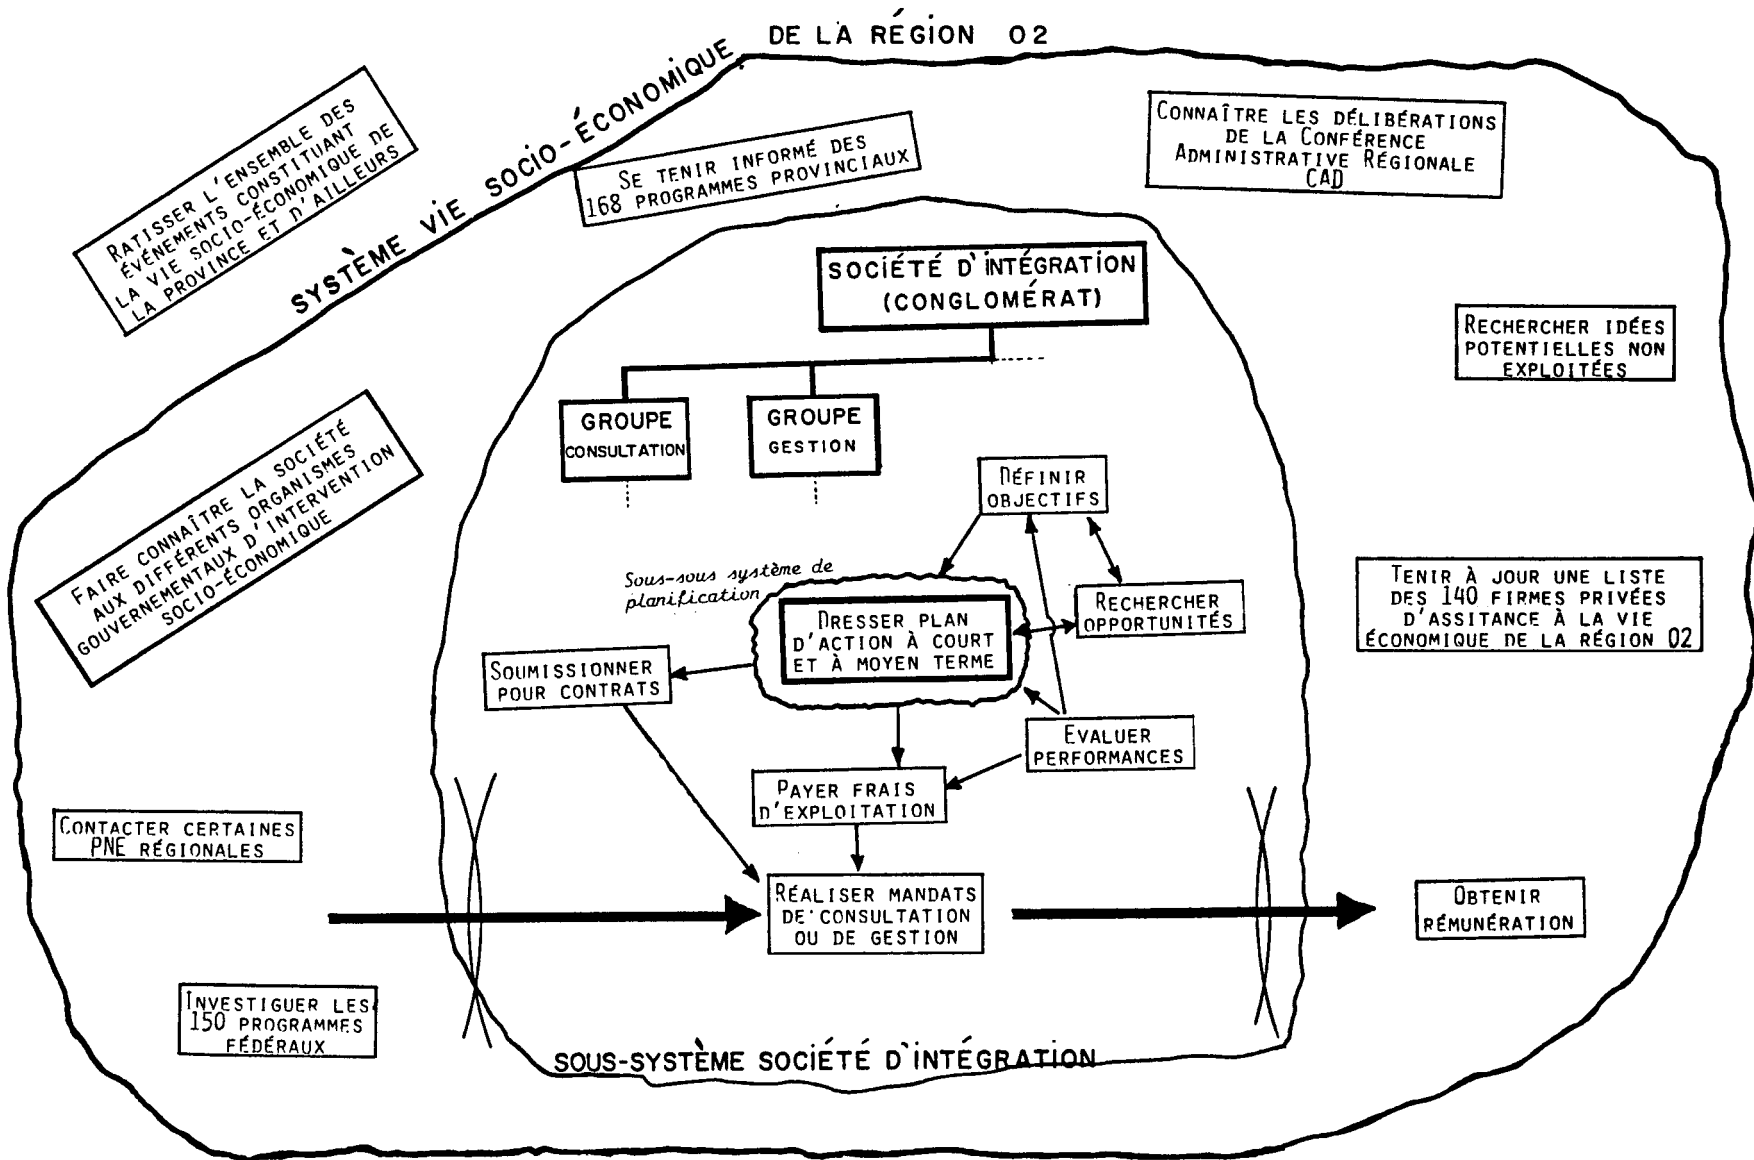 SYSTÈME VIE SOCIO-ÉCONOMIQUE DE LA RÉGION 02
RATISSER L'ENSEMBLE DES
ÉVÉNEMENTS CONSTITUANT
LA VIE SOCIO-ÉCONOMIQUE DE
LA PROVINCE ET D'AILLEURS
SE TENIR INFORMÉ DES
168 PROGRAMMES PROVINCIAUX
CONNAÎTRE LES DÉLIBÉRATIONS
DE LA CONFÉRENCE
ADMINISTRATIVE RÉGIONALE
CAD
SOCIÉTÉ D'INTÉGRATION
(CONGLOMÉRAT)
RECHERCHER IDÉES
POTENTIELLES NON
EXPLOITÉES
GROUPE
CONSULTATION
GROUPE
GESTION
FAIRE CONNAÎTRE LA SOCIÉTÉ
AUX DIFFÉRENTS ORGANISMES
GOUVERNEMENTAUX D'INTERVENTION
SOCIO-ÉCONOMIQUE
DÉFINIR
OBJECTIFS
Sous-sous système de
planification
DRESSER PLAN
D'ACTION À COURT
ET À MOYEN TERME
RECHERCHER
OPPORTUNITÉS
TENIR À JOUR UNE LISTE
DES 140 FIRMES PRIVÉES
D'ASSITANCE À LA VIE
ÉCONOMIQUE DE LA RÉGION 02
SOUMISSIONNER
POUR CONTRATS
EVALUER
PERFORMANCES
PAYER FRAIS
D'EXPLOITATION
CONTACTER CERTAINES
PNE RÉGIONALES
RÉALISER MANDATS
DE CONSULTATION
OU DE GESTION
OBTENIR
RÉMUNÉRATION
INVESTIGUER LES
150 PROGRAMMES
FÉDÉRAUX
SOUS-SYSTÈME SOCIÉTÉ D'INTÉGRATION